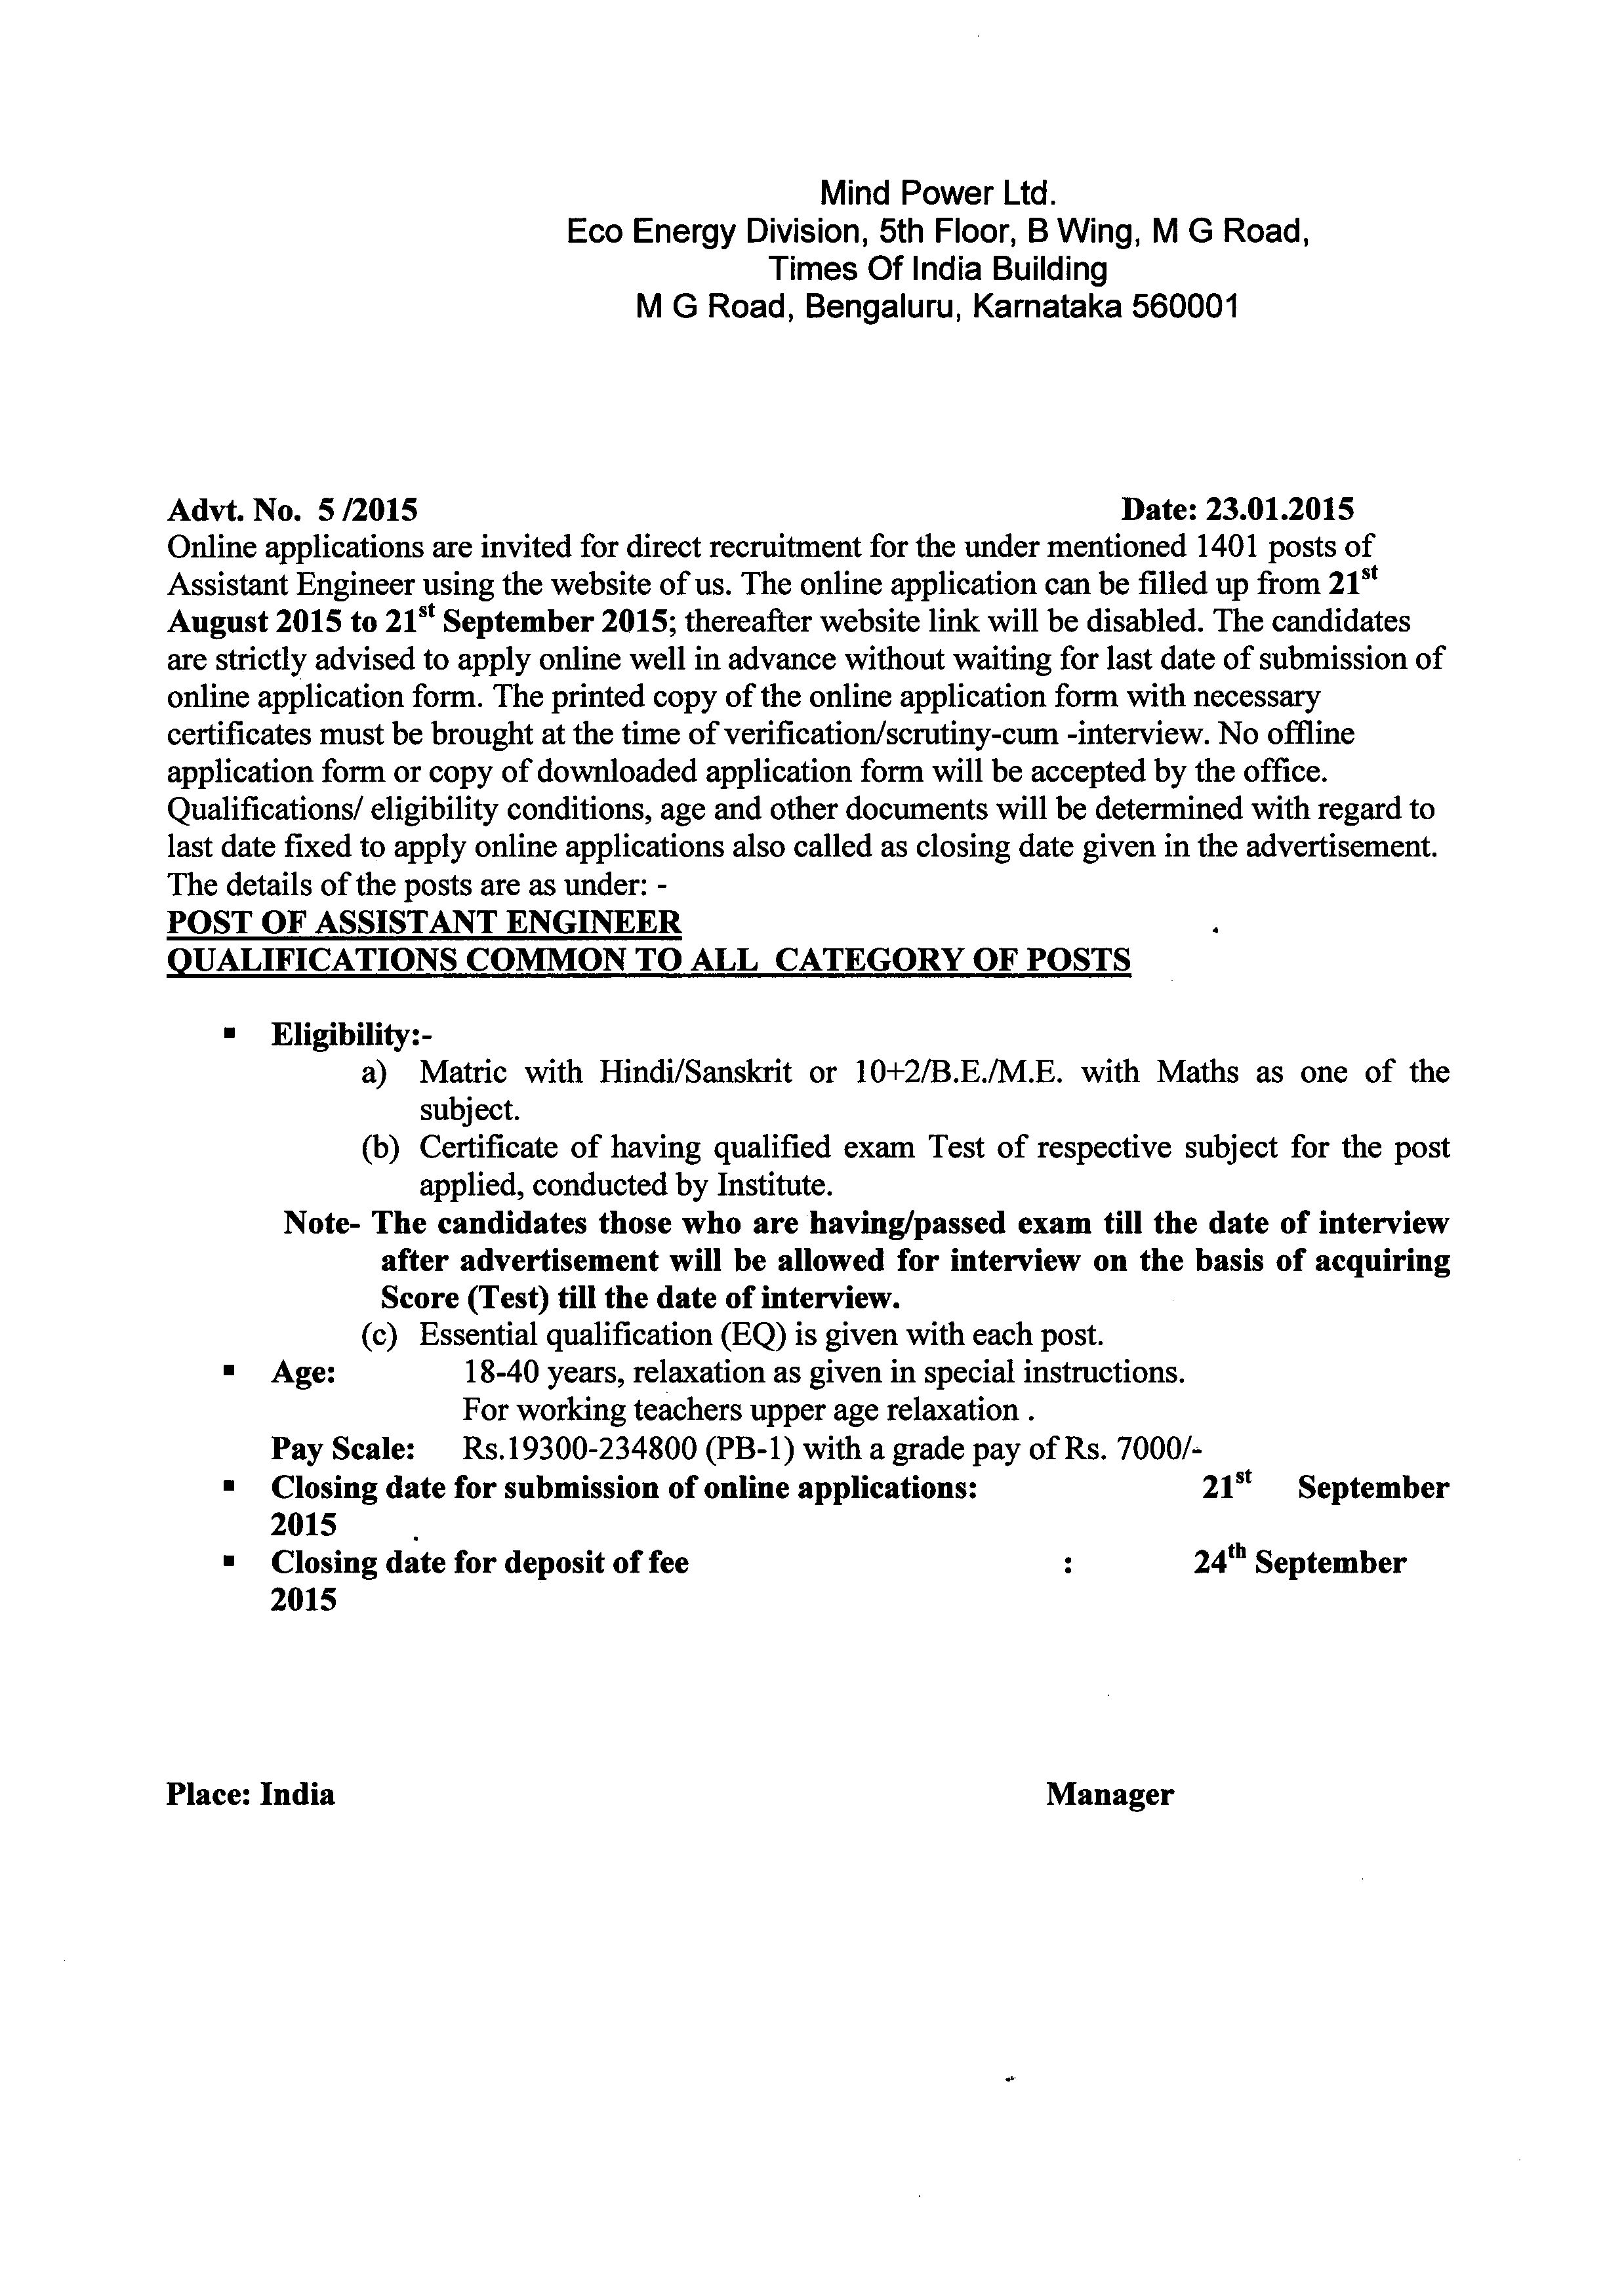 Mind Power Ltd.
Eco Energy Division, 5th Floor, B Wing, M G Road,
Times Of India Building
M G Road, Bengaluru, Karnataka 560001
Advt. No. 5 /2015 Date: 23.01.2015
Online applications are invited for direct recruitment for the under mentioned 1401 posts of
Assistant Engineer using the website of us. The online application can be filled up from 21st
August 2015 to 21st September 2015; thereafter website link will be disabled. The candidates
are strictly advised to apply online well in advance without waiting for last date of submission of
online application form. The printed copy of the online application form with necessary
certificates must be brought at the time of verification/scrutiny-cum -interview. No offline
application form or copy of downloaded application form will be accepted by the office.
Qualifications/ eligibility conditions, age and other documents will be determined with regard to
last date fixed to apply online applications also called as closing date given in the advertisement.
The details of the posts are as under: -
POST OF ASSISTANT ENGINEER
QUALIFICATIONS COMMON TO ALL CATEGORY OF POSTS
▪ Eligibility:-
a) Matric with Hindi/Sanskrit or 10+2/B.E./M.E. with Maths as one of the
subject.
(b) Certificate of having qualified exam Test of respective subject for the post
applied, conducted by Institute.
Note- The candidates those who are having/passed exam till the date of interview
after advertisement will be allowed for interview on the basis of acquiring
Score (Test) till the date of interview.
(c) Essential qualification (EQ) is given with each post.
▪ Age: 18-40 years, relaxation as given in special instructions.
For working teachers upper age relaxation .
Pay Scale: Rs.19300-234800 (PB-1) with a grade pay of Rs. 7000/-
▪ Closing date for submission of online applications: 21st September
2015
▪ Closing date for deposit of fee : 24th September
2015
Place: India Manager